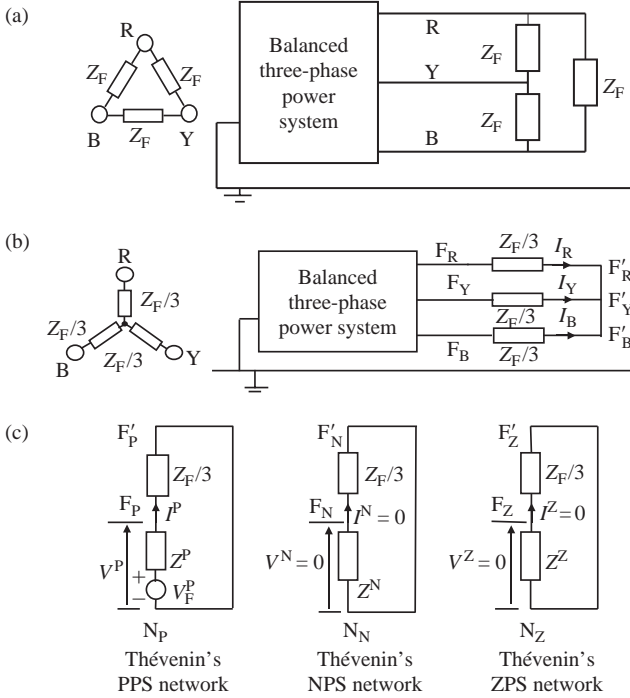 (a)
R
Z_F
Z_F
B
Z_F
Y
Balanced
three-phase
power
system
R
Y
B
Z_F
Z_F
Z_F
(b)
R
Z_F/3
Z_F/3
Z_F/3
B
Y
Balanced
three-phase
power system
F_R
Z_F/3
I_R
F′_R
F_Y
Z_F/3
I_Y
F′_Y
F_B
Z_F/3
I_B
F′_B
(c)
F′_P
Z_F/3
F_P
I^P
Z^P
V^P
+
−
V_F^P
N_P
Thévenin's
PPS network
F′_N
Z_F/3
F_N
I^N = 0
V^N = 0
Z^N
N_N
Thévenin's
NPS network
F′_Z
Z_F/3
F_Z
I^Z = 0
V^Z = 0
Z^Z
N_Z
Thévenin's
ZPS network